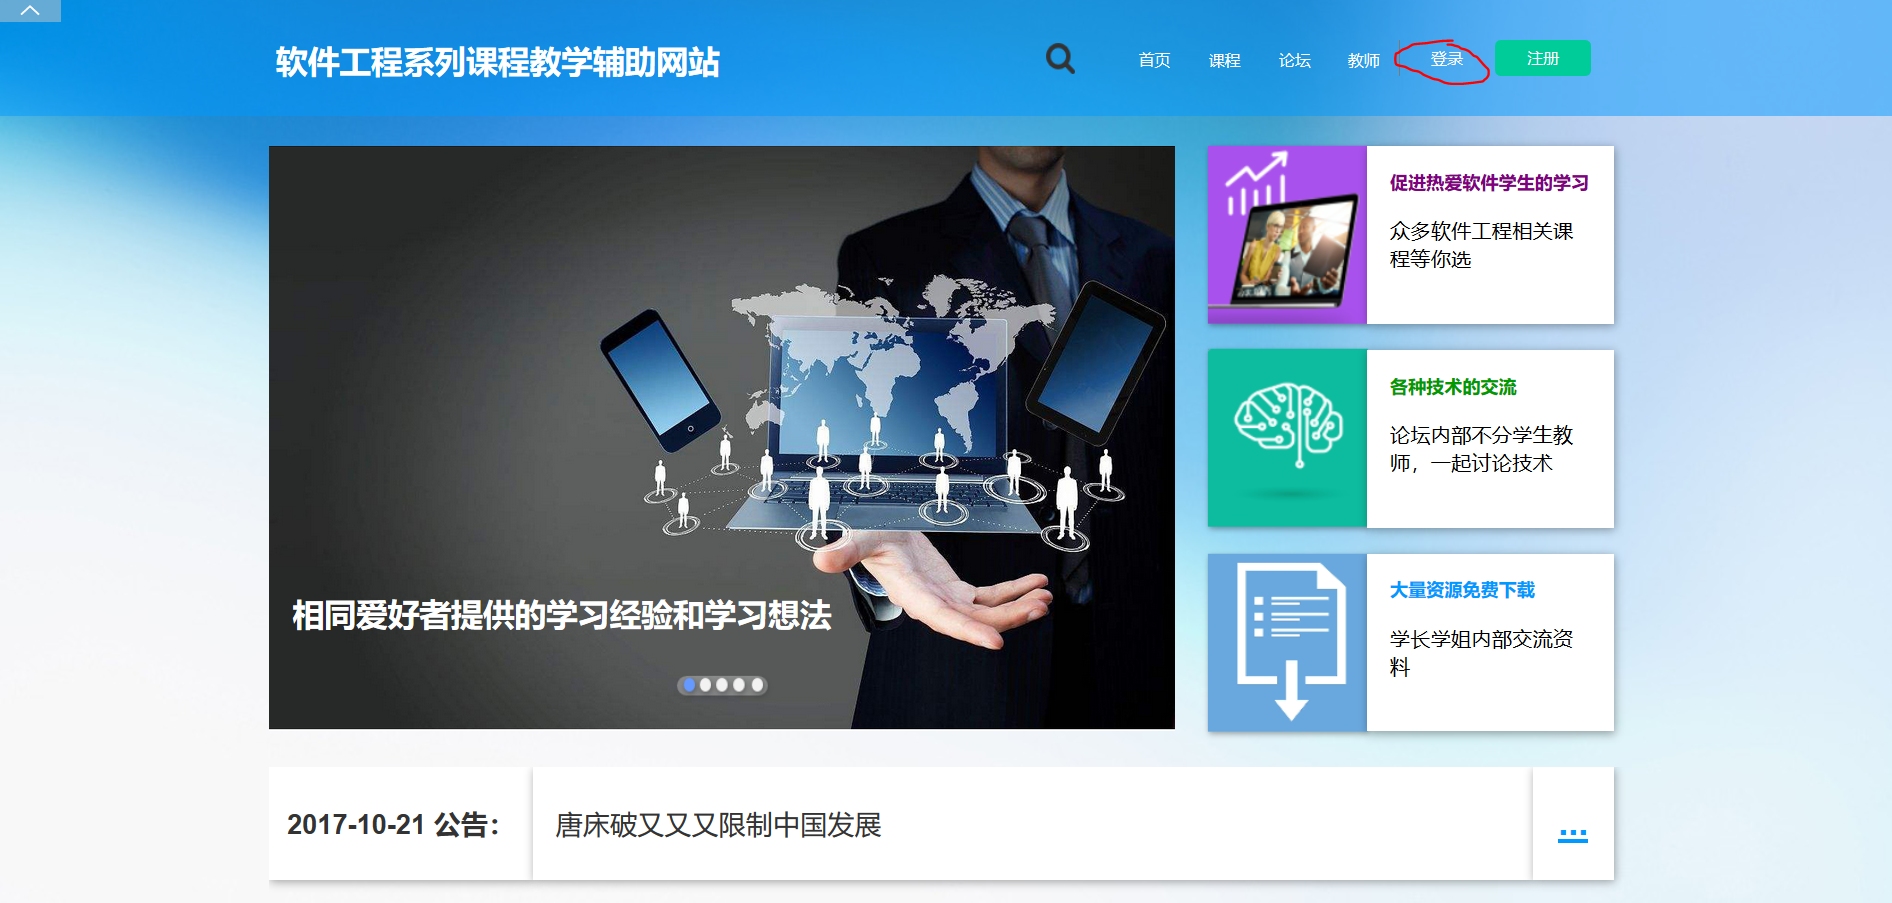 软件工程系列课程教学辅助网站
首页 课程 论坛 教师 登录 注册
促进热爱软件学生的学习
众多软件工程相关课
程等你选
各种技术的交流
论坛内部不分学生教
师，一起讨论技术
相同爱好者提供的学习经验和学习想法
大量资源免费下载
学长学姐内部交流资
料
2017-10-21 公告：
唐床破又又又限制中国发展
...